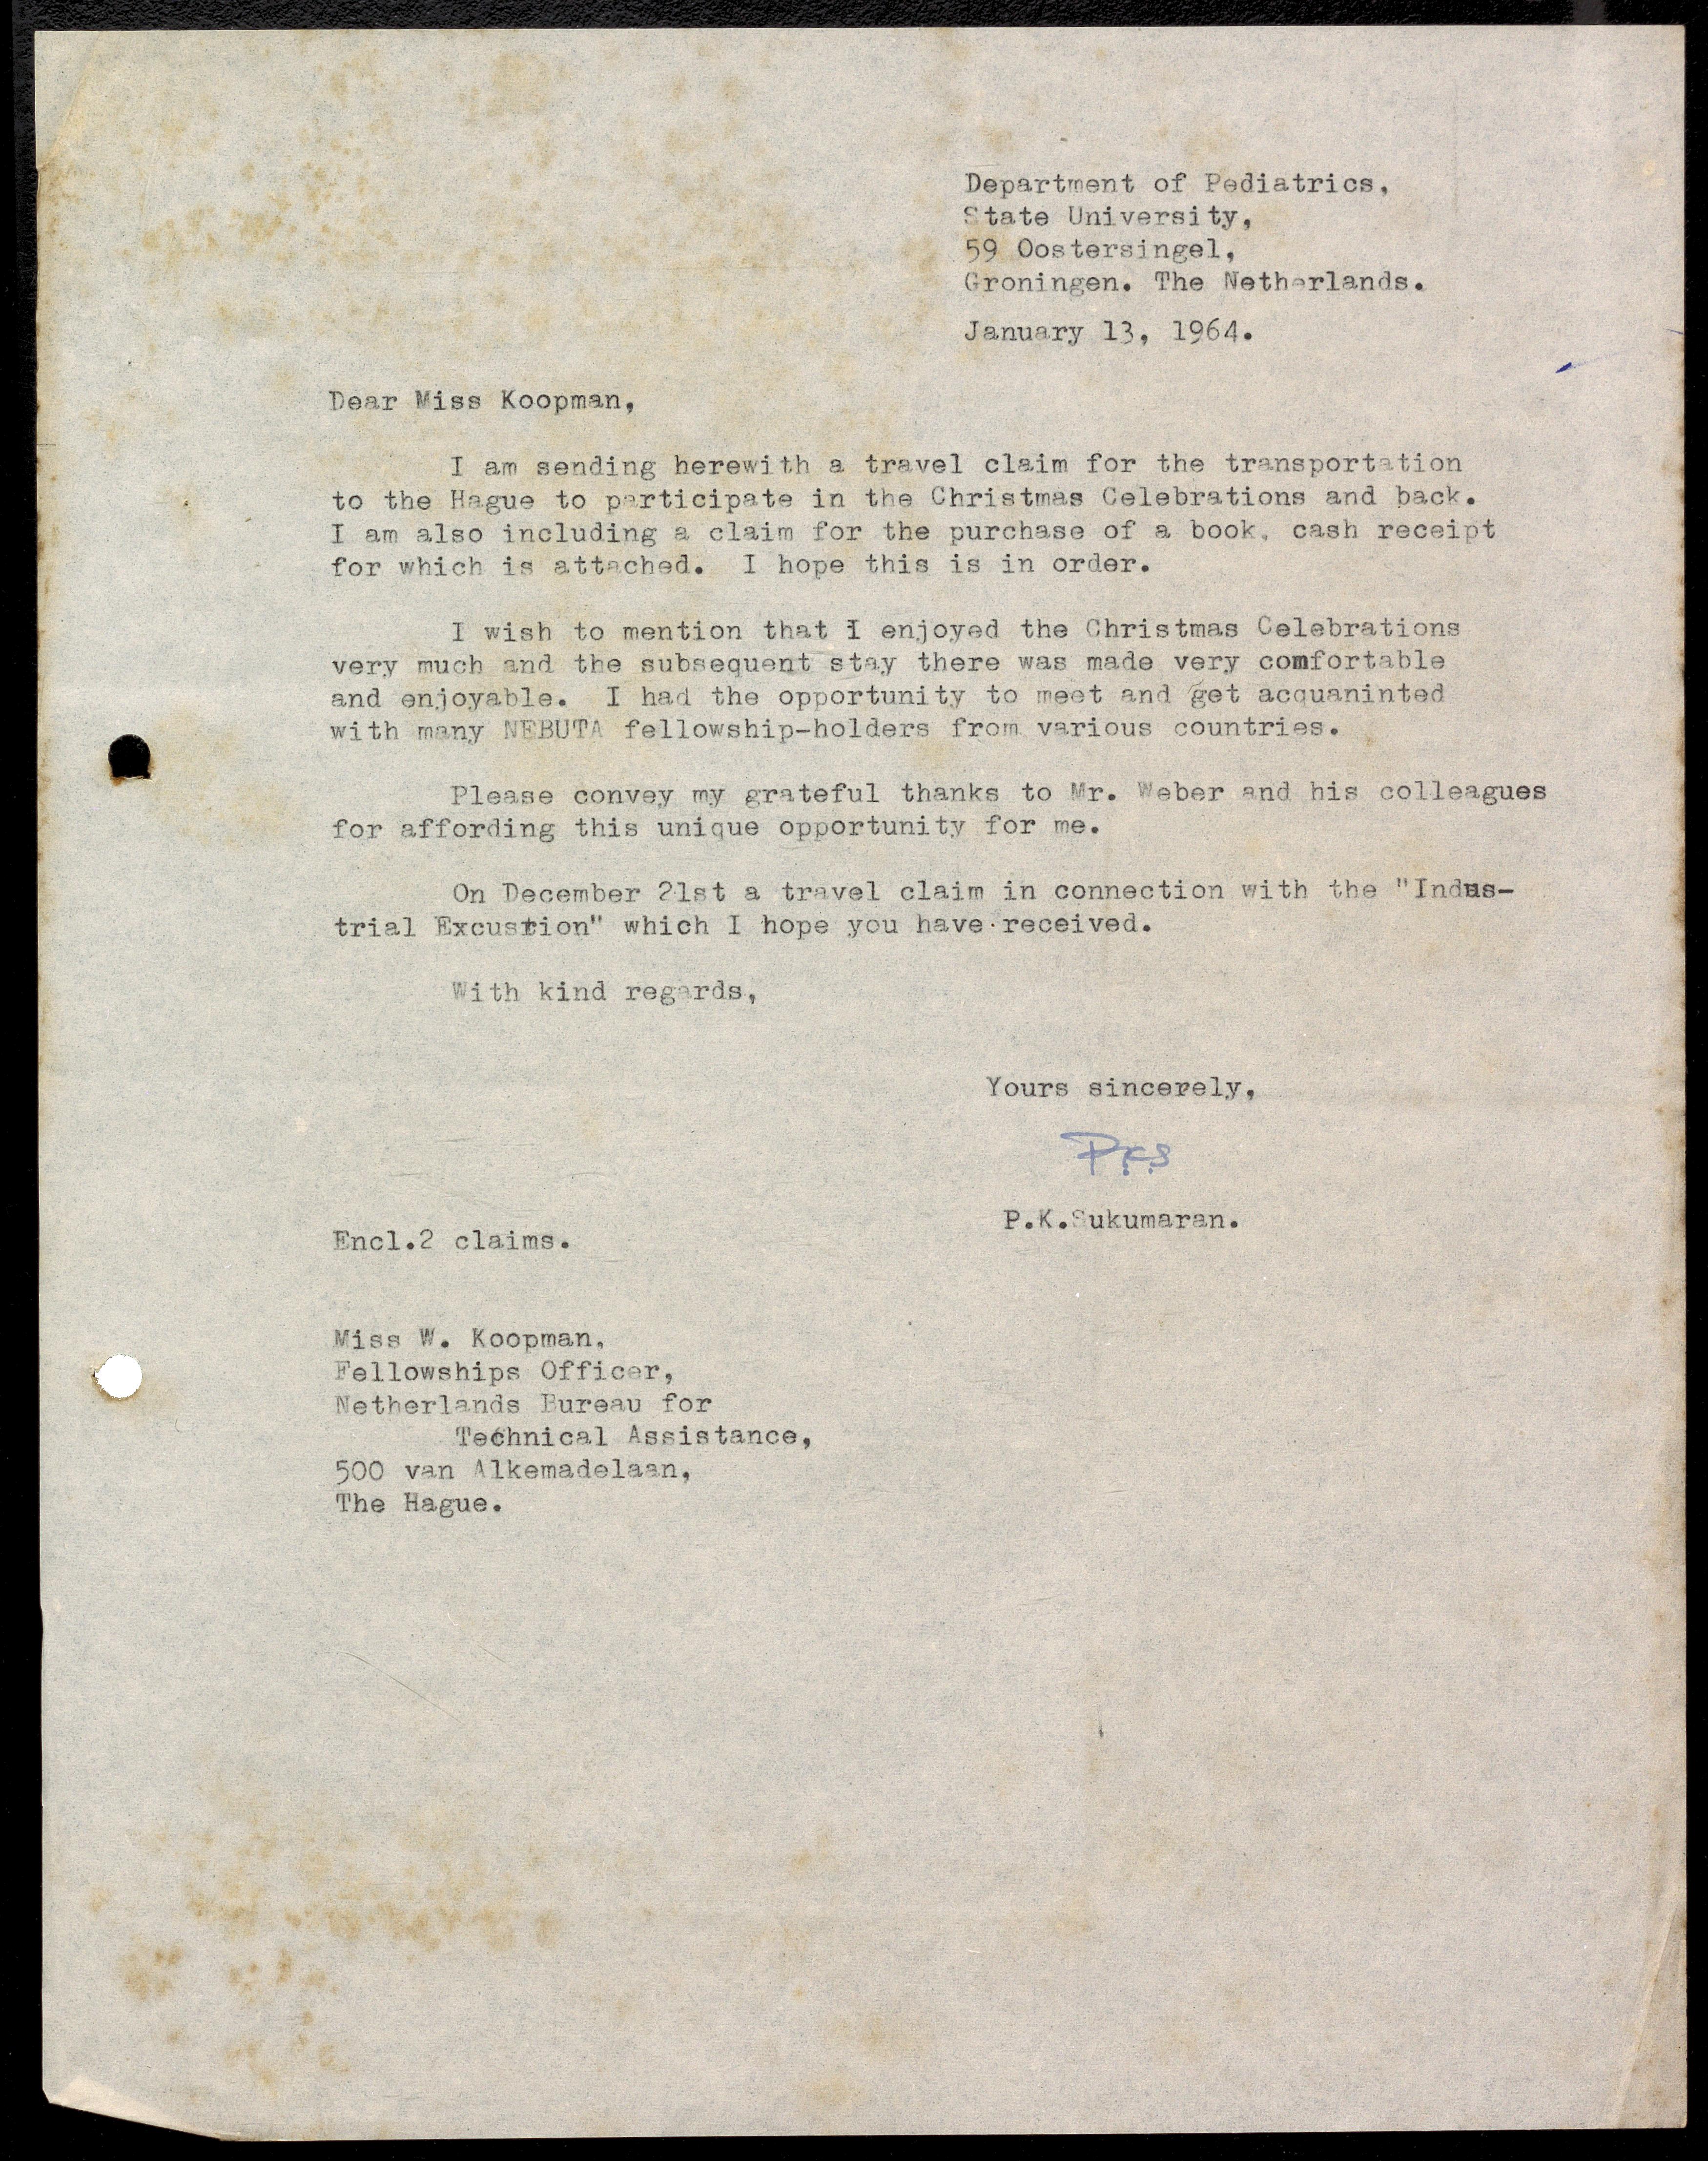 Department of Pediatrics,
State University,
59 Oostersingel,
Groningen. The Netherlands.
January 13, 1964.
Dear Miss Koopman,
I am sending herewith a travel claim for the transportation
to the Hague to participate in the Christmas Celebrations and back.
I am also including a claim for the purchase of a book, cash receipt
for which is attached. I hope this is in order.
I wish to mention that I enjoyed the Christmas Celebrations
very much and the subsequent stay there was made very comfortable
and enjoyable. I had the opportunity to meet and get acquaninted
with many NEBUTA fellowship-holders from various countries.
Please convey my grateful thanks to Mr. Weber and his colleagues
for affording this unique opportunity for me.
On December 21st a travel claim in connection with the "Indus-
trial Excustion" which I hope you have received.
With kind regards,
Yours sincerely,
PKS
P.K.Sukumaran.
Encl.2 claims.
Miss W. Koopman,
Fellowships Officer,
Netherlands Bureau for
Technical Assistance,
500 van Alkemadelaan,
The Hague.